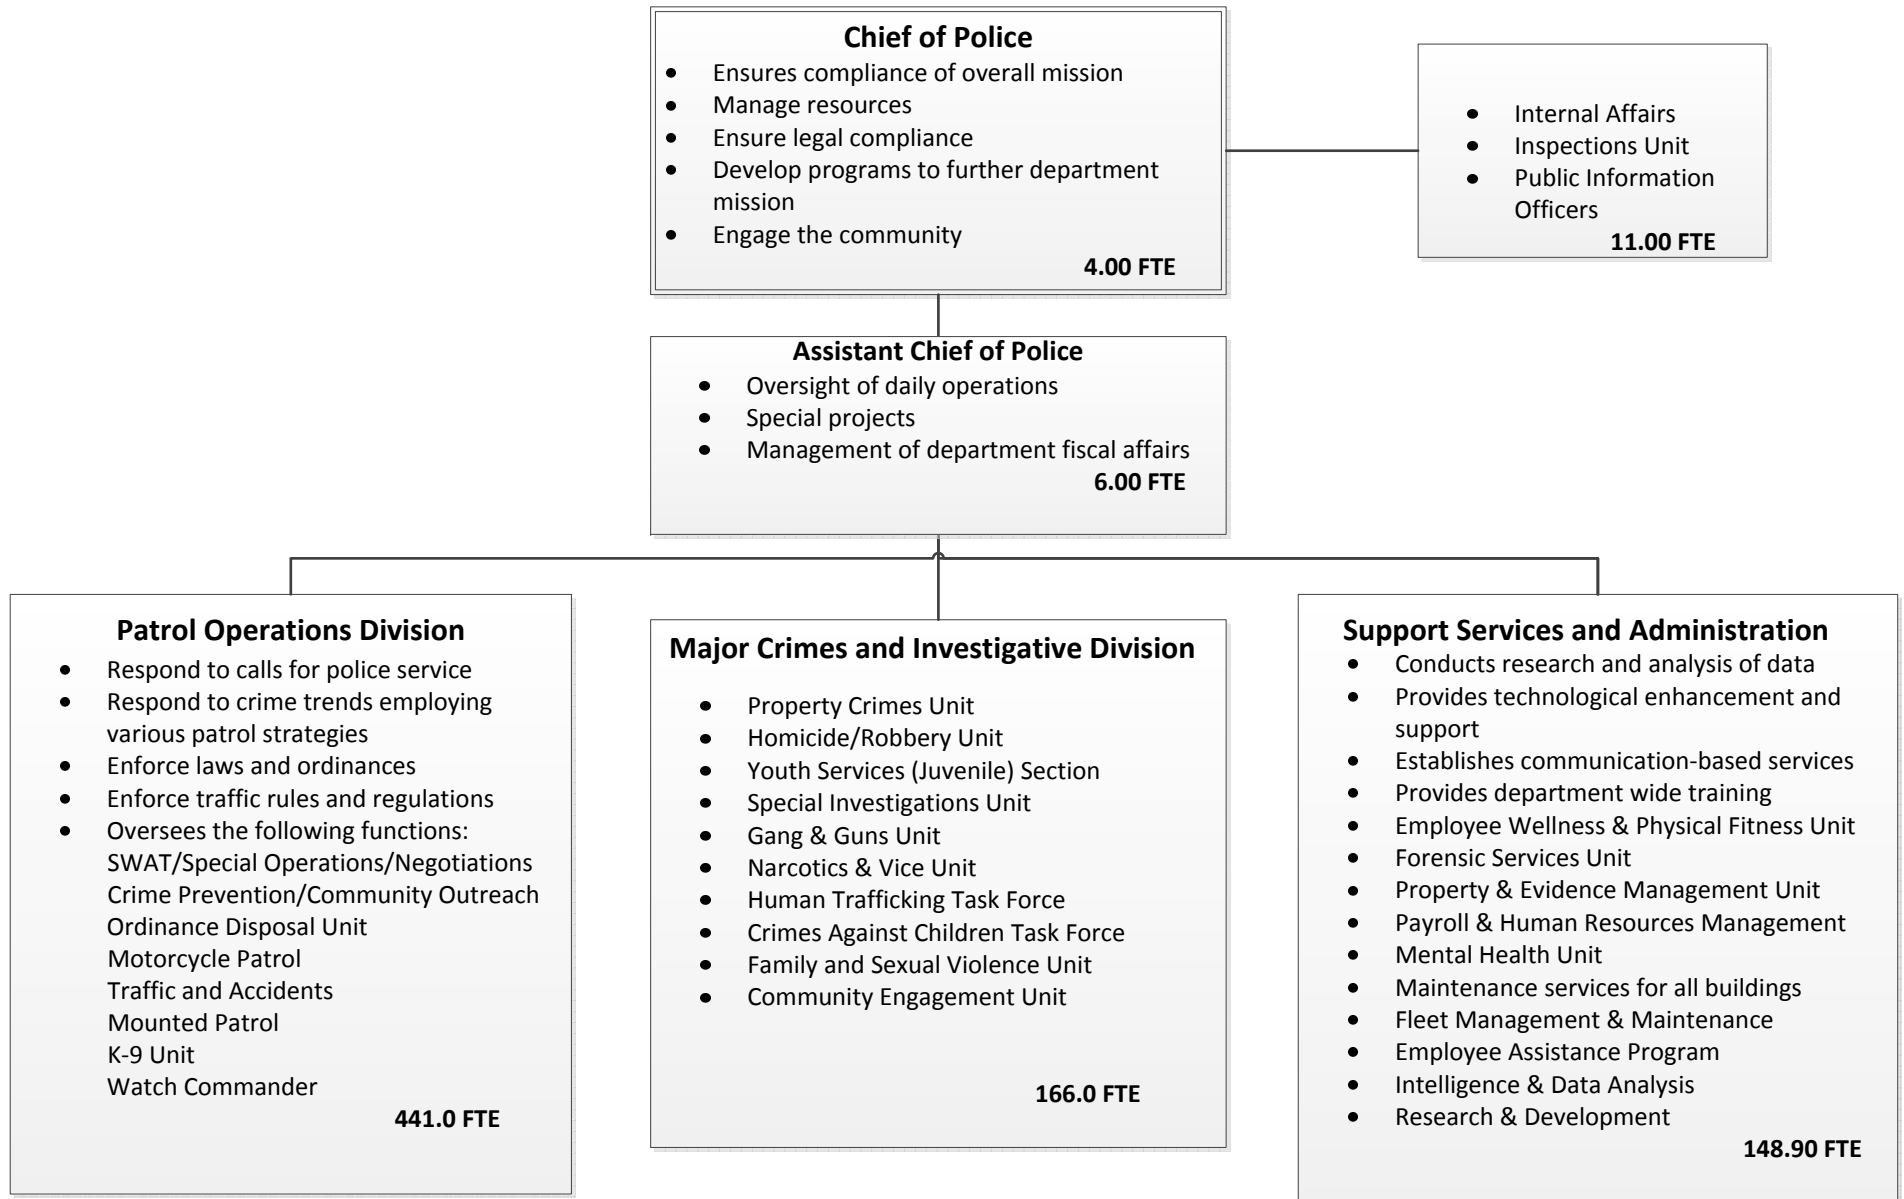 Chief of Police
• Ensures compliance of overall mission
• Manage resources
• Ensure legal compliance
• Develop programs to further department
mission
• Engage the community
4.00 FTE
• Internal Affairs
• Inspections Unit
• Public Information
Officers
11.00 FTE
Assistant Chief of Police
• Oversight of daily operations
• Special projects
• Management of department fiscal affairs
6.00 FTE
Patrol Operations Division
• Respond to calls for police service
• Respond to crime trends employing
various patrol strategies
• Enforce laws and ordinances
• Enforce traffic rules and regulations
• Oversees the following functions:
SWAT/Special Operations/Negotiations
Crime Prevention/Community Outreach
Ordinance Disposal Unit
Motorcycle Patrol
Traffic and Accidents
Mounted Patrol
K-9 Unit
Watch Commander
441.0 FTE
Major Crimes and Investigative Division
• Property Crimes Unit
• Homicide/Robbery Unit
• Youth Services (Juvenile) Section
• Special Investigations Unit
• Gang & Guns Unit
• Narcotics & Vice Unit
• Human Trafficking Task Force
• Crimes Against Children Task Force
• Family and Sexual Violence Unit
• Community Engagement Unit
166.0 FTE
Support Services and Administration
• Conducts research and analysis of data
• Provides technological enhancement and
support
• Establishes communication-based services
• Provides department wide training
• Employee Wellness & Physical Fitness Unit
• Forensic Services Unit
• Property & Evidence Management Unit
• Payroll & Human Resources Management
• Mental Health Unit
• Maintenance services for all buildings
• Fleet Management & Maintenance
• Employee Assistance Program
• Intelligence & Data Analysis
• Research & Development
148.90 FTE